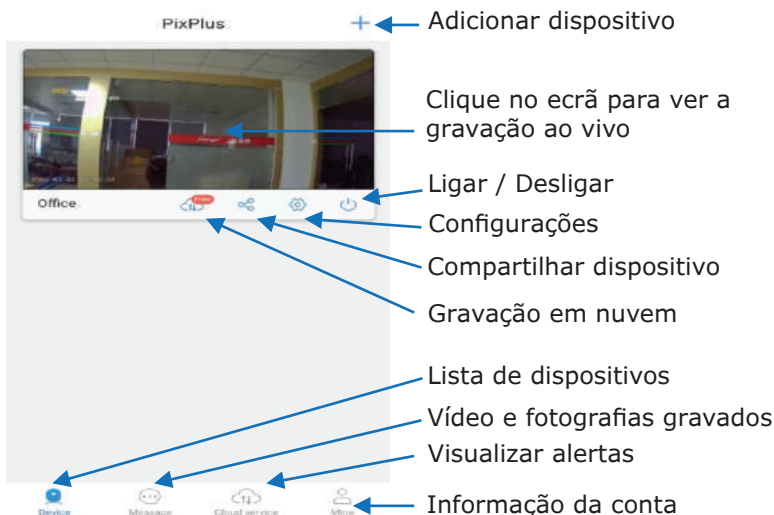 PixPlus
Adicionar dispositivo
Clique no ecrã para ver a
gravação ao vivo
Ligar / Desligar
Office
Free
Configurações
Compartilhar dispositivo
Gravação em nuvem
Lista de dispositivos
Vídeo e fotografias gravados
Visualizar alertas
Informação da conta
Device
Message
Cloud service
Mine